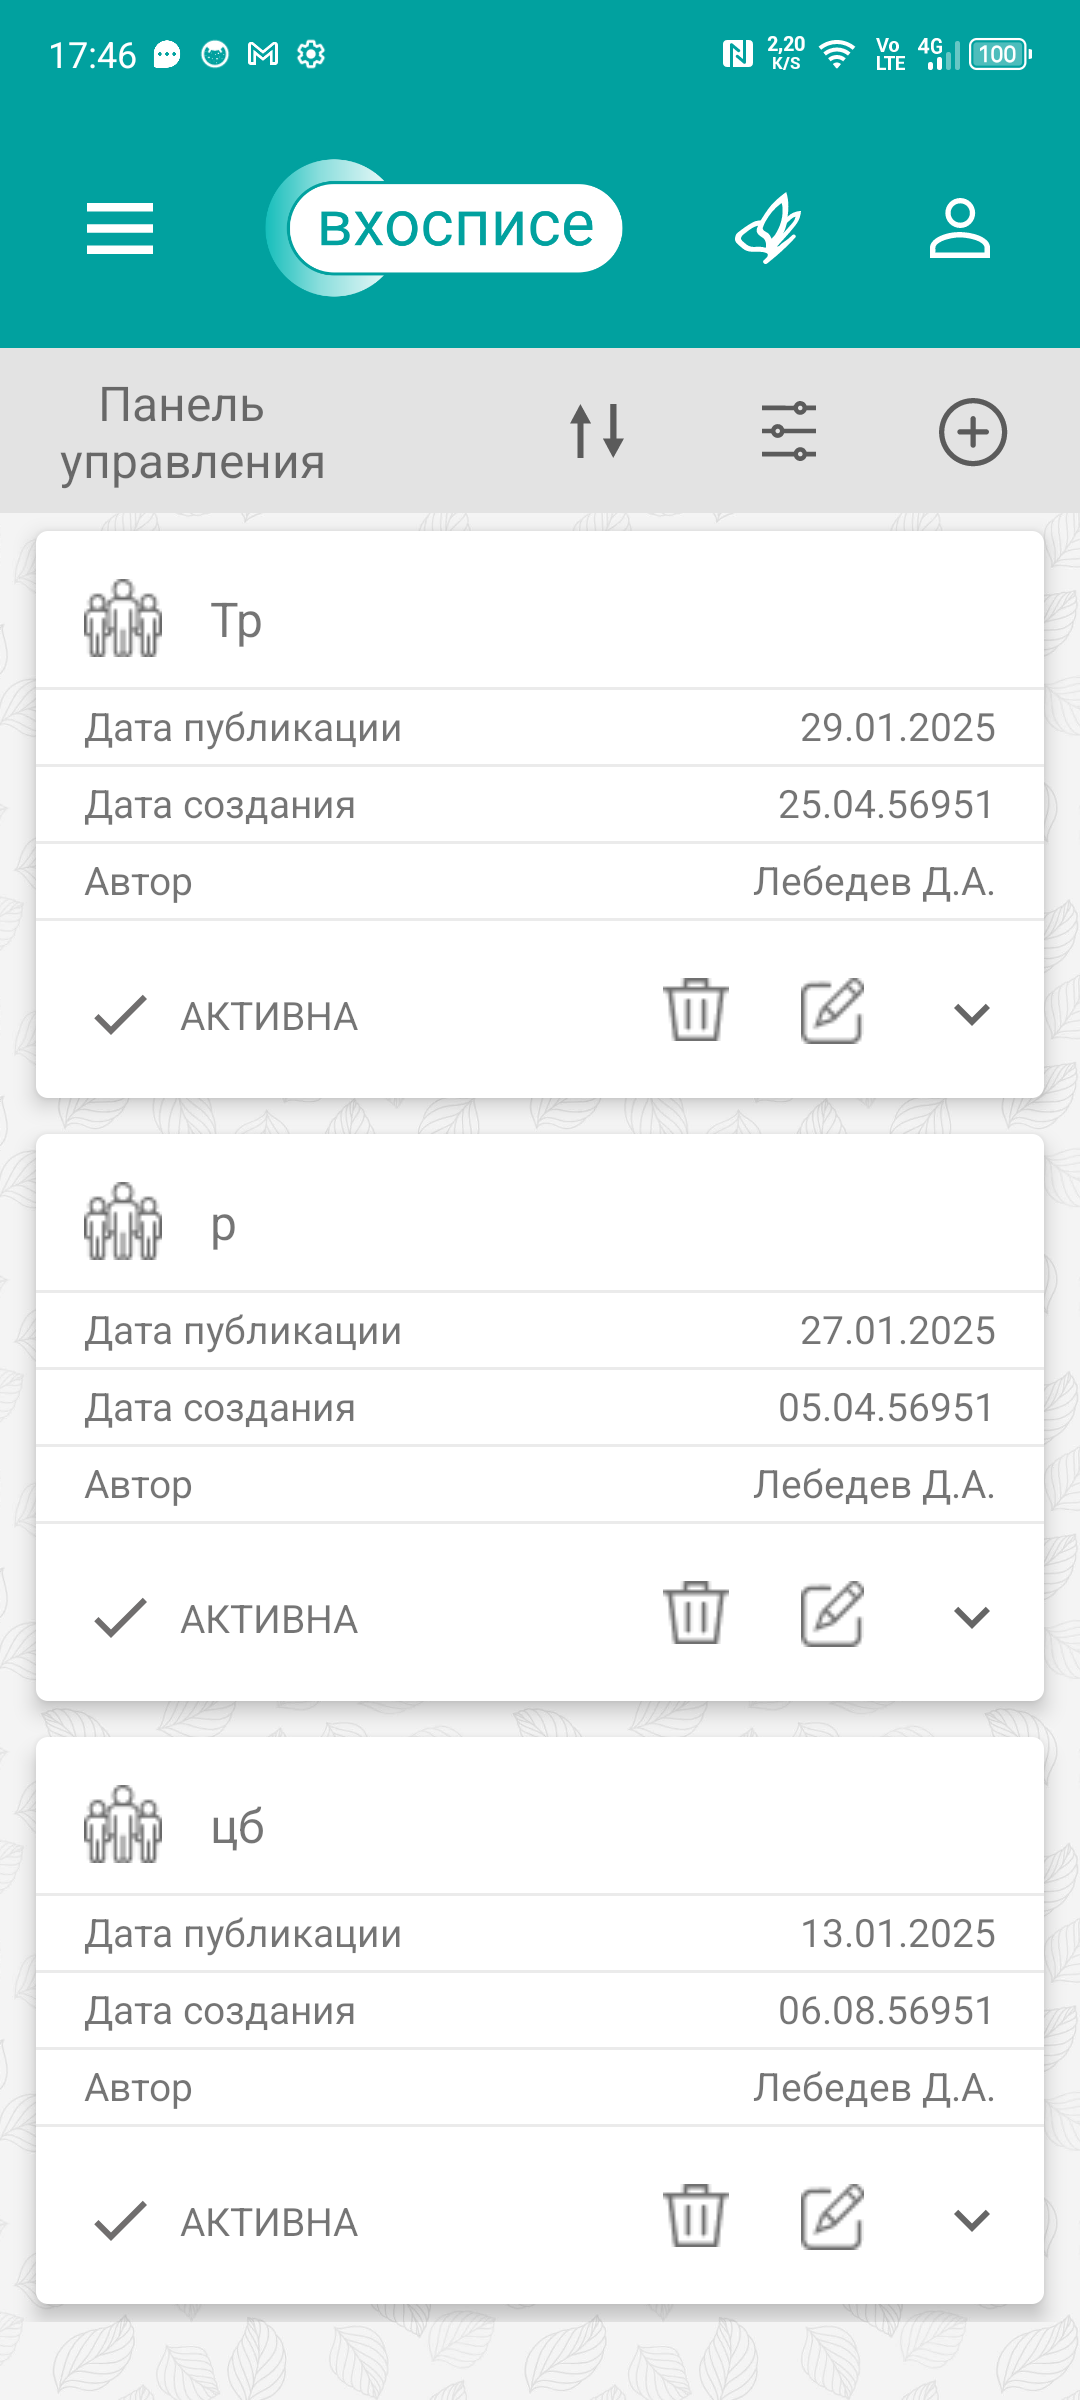 17:46
2,20 K/S
Vo LTE
4G
100
вхосписе
Панель
управления
Тр
Дата публикации 29.01.2025
Дата создания 25.04.56951
Автор Лебедев Д.А.
АКТИВНА
р
Дата публикации 27.01.2025
Дата создания 05.04.56951
Автор Лебедев Д.А.
АКТИВНА
цб
Дата публикации 13.01.2025
Дата создания 06.08.56951
Автор Лебедев Д.А.
АКТИВНА